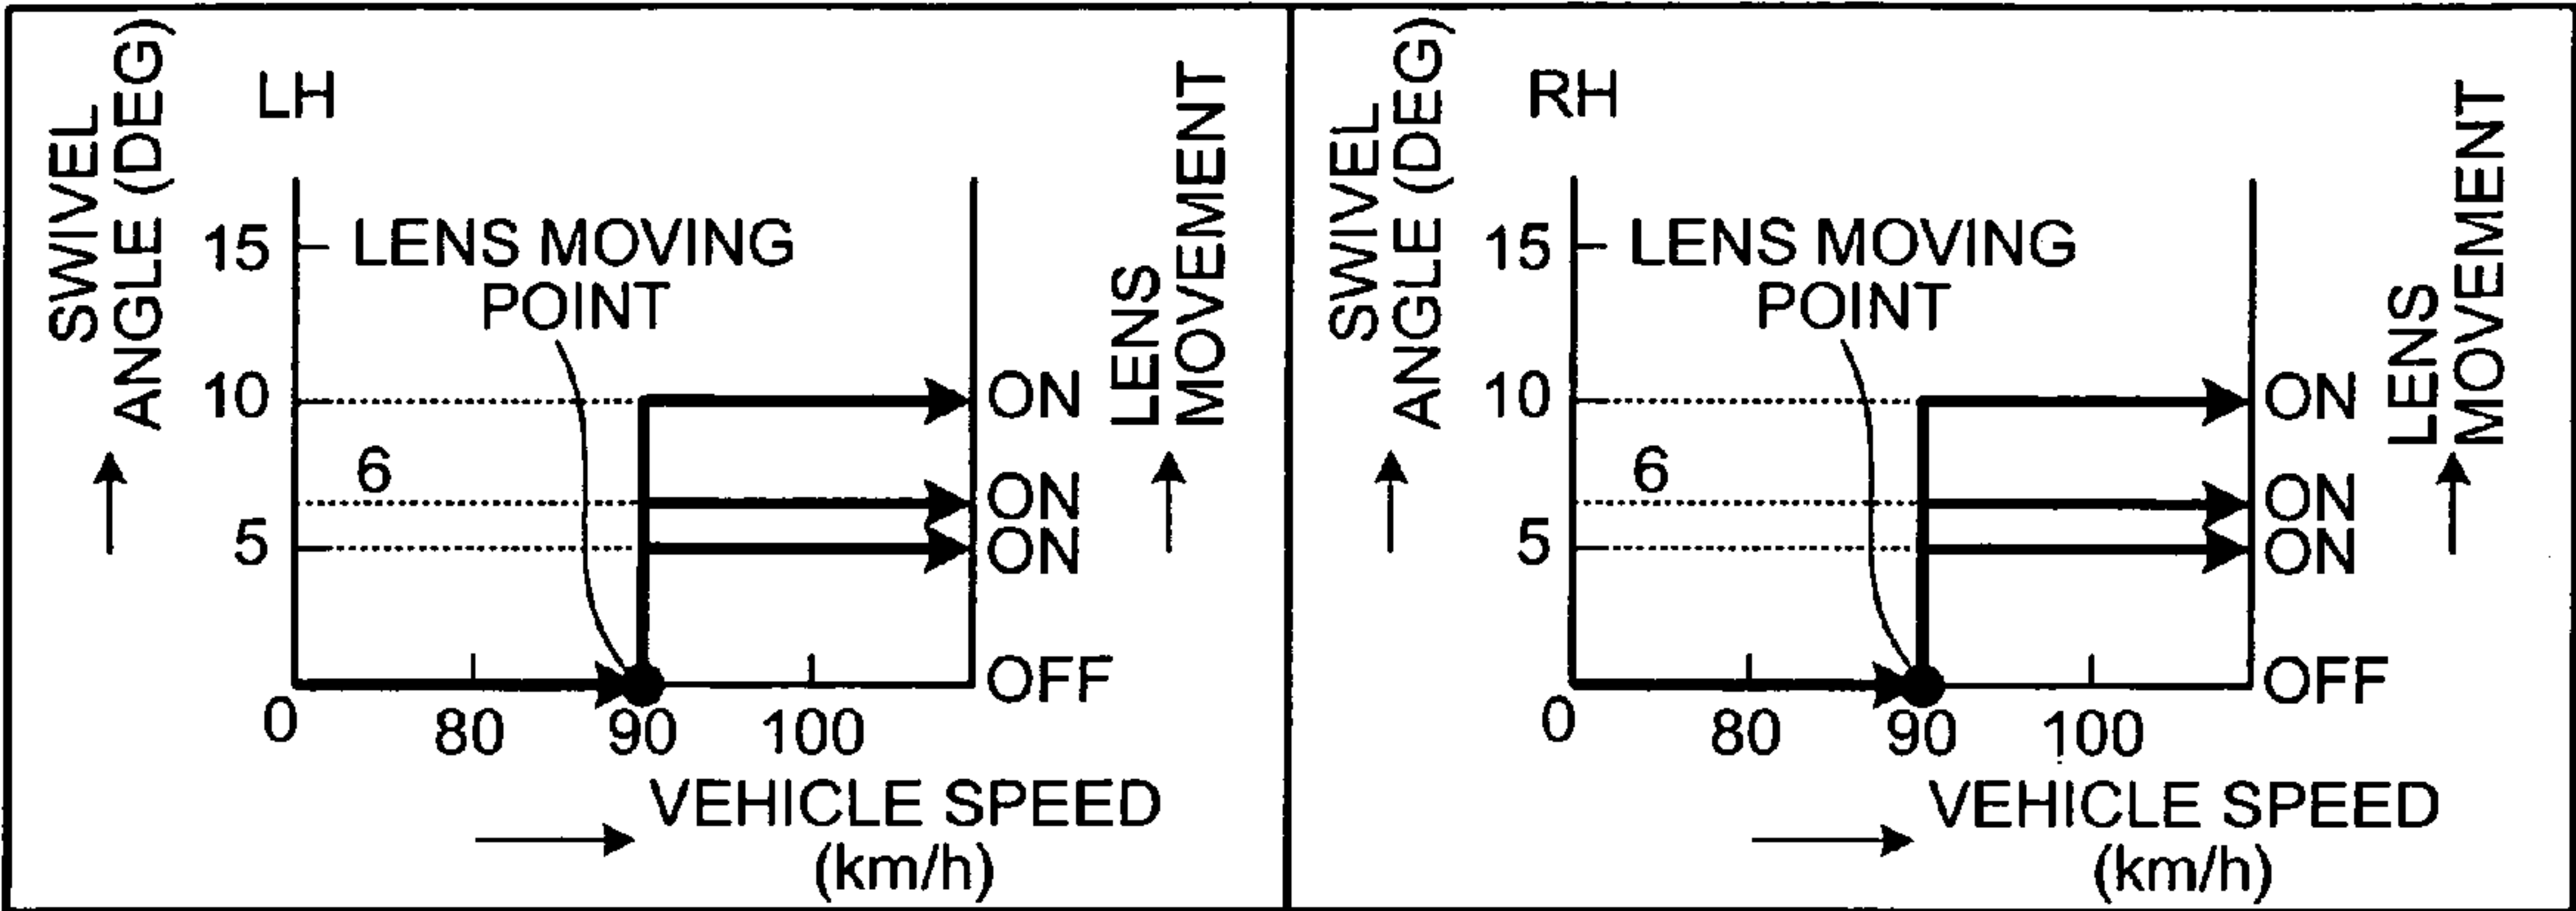 SWIVEL
ANGLE (DEG)
LH
15
LENS MOVING
POINT
10
6
5
0
80
90
100
VEHICLE SPEED
(km/h)
ON
ON
ON
OFF
LENS
MOVEMENT
SWIVEL
ANGLE (DEG)
RH
15
LENS MOVING
POINT
10
6
5
0
80
90
100
VEHICLE SPEED
(km/h)
ON
ON
ON
OFF
LENS
MOVEMENT